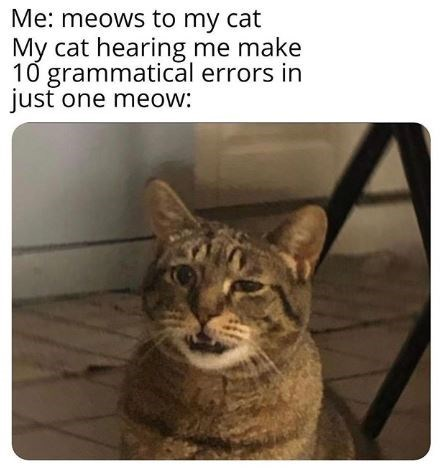 Me: meows to my cat
My cat hearing me make
10 grammatical errors in
just one meow: